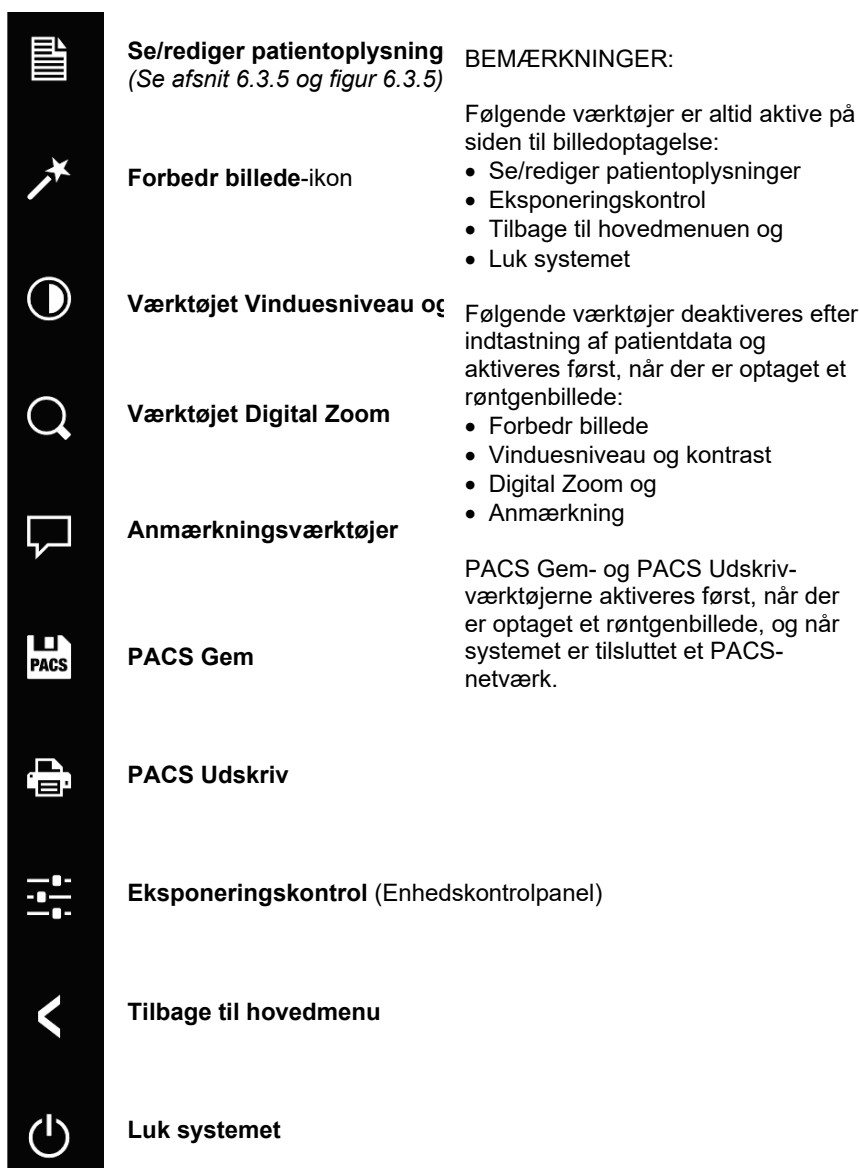 Se/rediger patientoplysning
(Se afsnit 6.3.5 og figur 6.3.5)
Forbedr billede-ikon
Værktøjet Vinduesniveau og
Værktøjet Digital Zoom
Anmærkningsværktøjer
PACS
PACS Gem
PACS Udskriv
Eksponeringskontrol (Enhedskontrolpanel)
Tilbage til hovedmenu
Luk systemet
BEMÆRKNINGER:
Følgende værktøjer er altid aktive på
siden til billedoptagelse:
• Se/rediger patientoplysninger
• Eksponeringskontrol
• Tilbage til hovedmenuen og
• Luk systemet
Følgende værktøjer deaktiveres efter
indtastning af patientdata og
aktiveres først, når der er optaget et
røntgenbillede:
• Forbedr billede
• Vinduesniveau og kontrast
• Digital Zoom og
• Anmærkning
PACS Gem- og PACS Udskriv-
værktøjerne aktiveres først, når der
er optaget et røntgenbillede, og når
systemet er tilsluttet et PACS-
netværk.